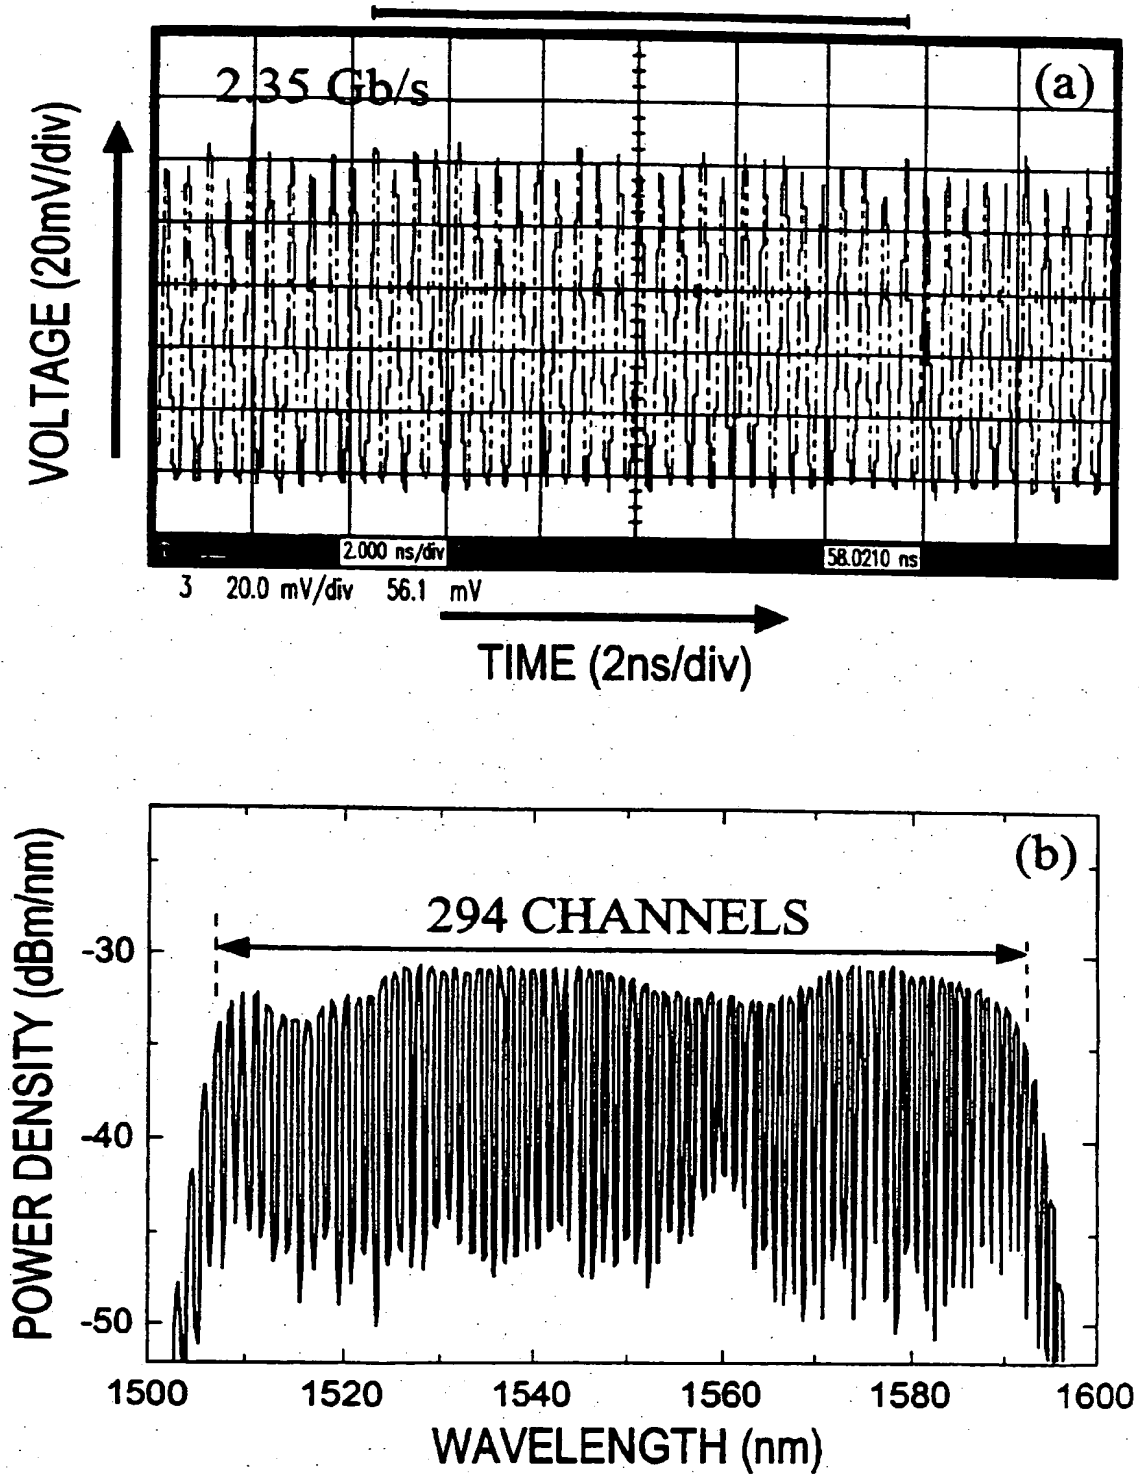 2.35 Gb/s
(a)
VOLTAGE (20mV/div)
2.000 ns/div
58.0210 ns
3 20.0 mV/div 56.1 mV
TIME (2ns/div)
(b)
294 CHANNELS
POWER DENSITY (dBm/nm)
-30
-40
-50
1500 1520 1540 1560 1580 1600
WAVELENGTH (nm)